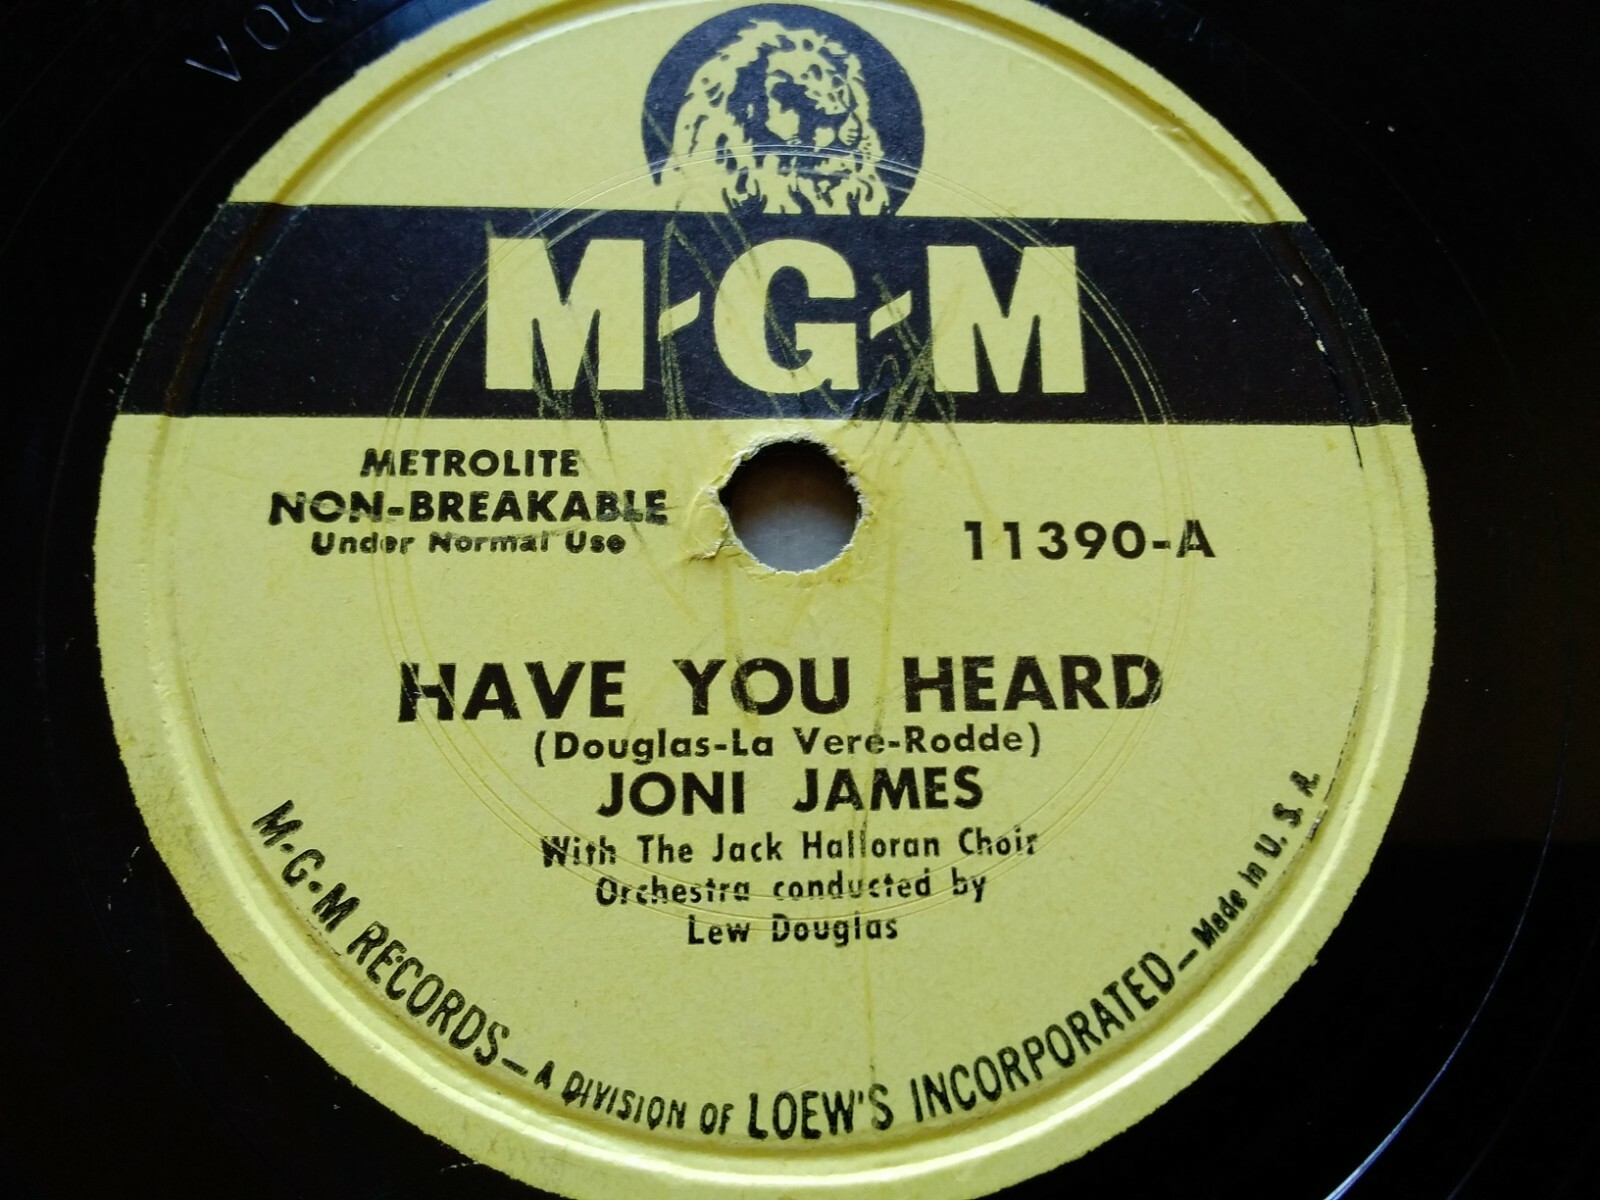 M-G-M
METROLITE
NON-BREAKABLE
Under Normal Use
11390-A
HAVE YOU HEARD
(Douglas-La Vere-Rodde)
JONI JAMES
With The Jack Halloran Choir
Orchestra conducted by
Lew Douglas
M-G-M RECORDS—A DIVISION OF LOEW'S INCORPORATED—Made in U. S. A.